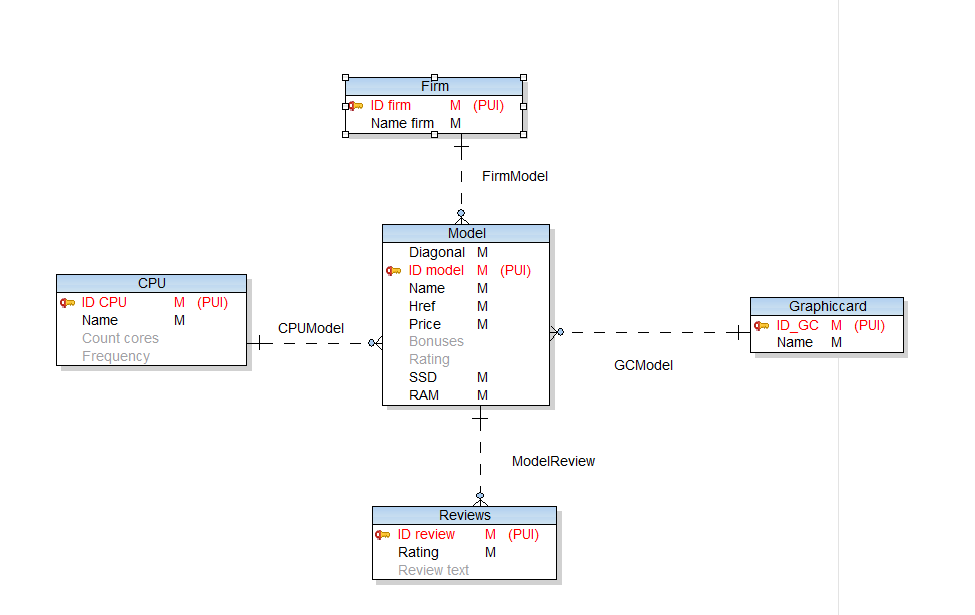 Firm
ID firm M (PUI)
Name firm M
FirmModel
Model
Diagonal M
ID model M (PUI)
Name M
Href M
Price M
Bonuses
Rating
SSD M
RAM M
CPU
ID CPU M (PUI)
Name M
Count cores
Frequency
CPUModel
Graphiccard
ID_GC M (PUI)
Name M
GCModel
ModelReview
Reviews
ID review M (PUI)
Rating M
Review text